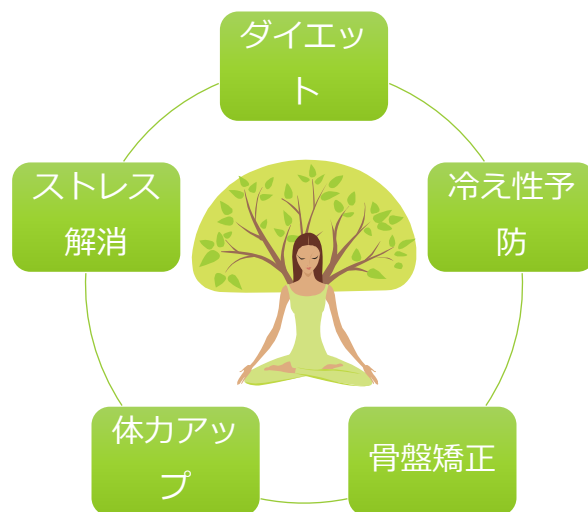 ダイエッ
ト
冷え性予
防
骨盤矯正
体力アッ
プ
ストレス
解消